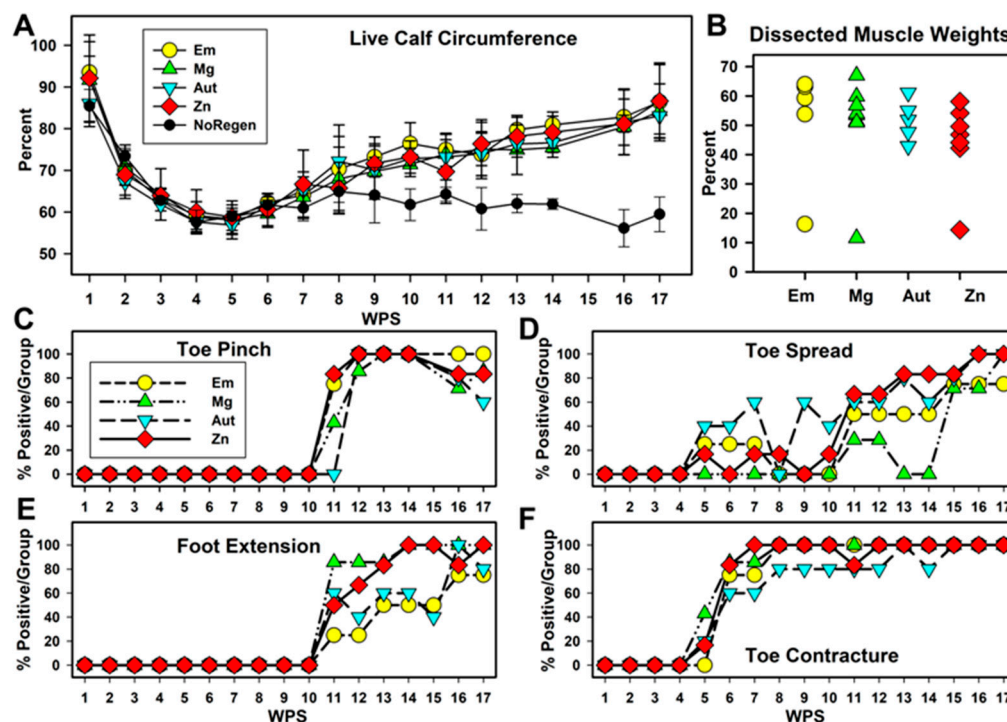 A
Live Calf Circumference
Percent
100
90
80
70
60
50
Em
Mg
Aut
Zn
NoRegen
1 2 3 4 5 6 7 8 9 10 11 12 13 14 15 16 17
WPS
B
Dissected Muscle Weights
Percent
70
60
50
40
30
20
10
0
Em Mg Aut Zn
C
Toe Pinch
% Positive/Group
100
80
60
40
20
0
Em
Mg
Aut
Zn
1 2 3 4 5 6 7 8 9 10 11 12 13 14 15 16 17
D
Toe Spread
% Positive/Group
100
80
60
40
20
0
1 2 3 4 5 6 7 8 9 10 11 12 13 14 15 16 17
E
Foot Extension
% Positive/Group
100
80
60
40
20
0
1 2 3 4 5 6 7 8 9 10 11 12 13 14 15 16 17
WPS
F
Toe Contracture
% Positive/Group
100
80
60
40
20
0
1 2 3 4 5 6 7 8 9 10 11 12 13 14 15 16 17
WPS